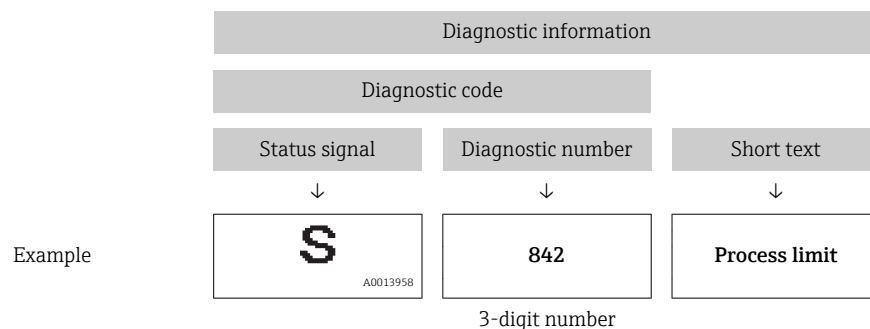 Diagnostic information
Diagnostic code
Status signal Diagnostic number Short text
↓ ↓ ↓
Example S 842 Process limit
A0013958
3-digit number